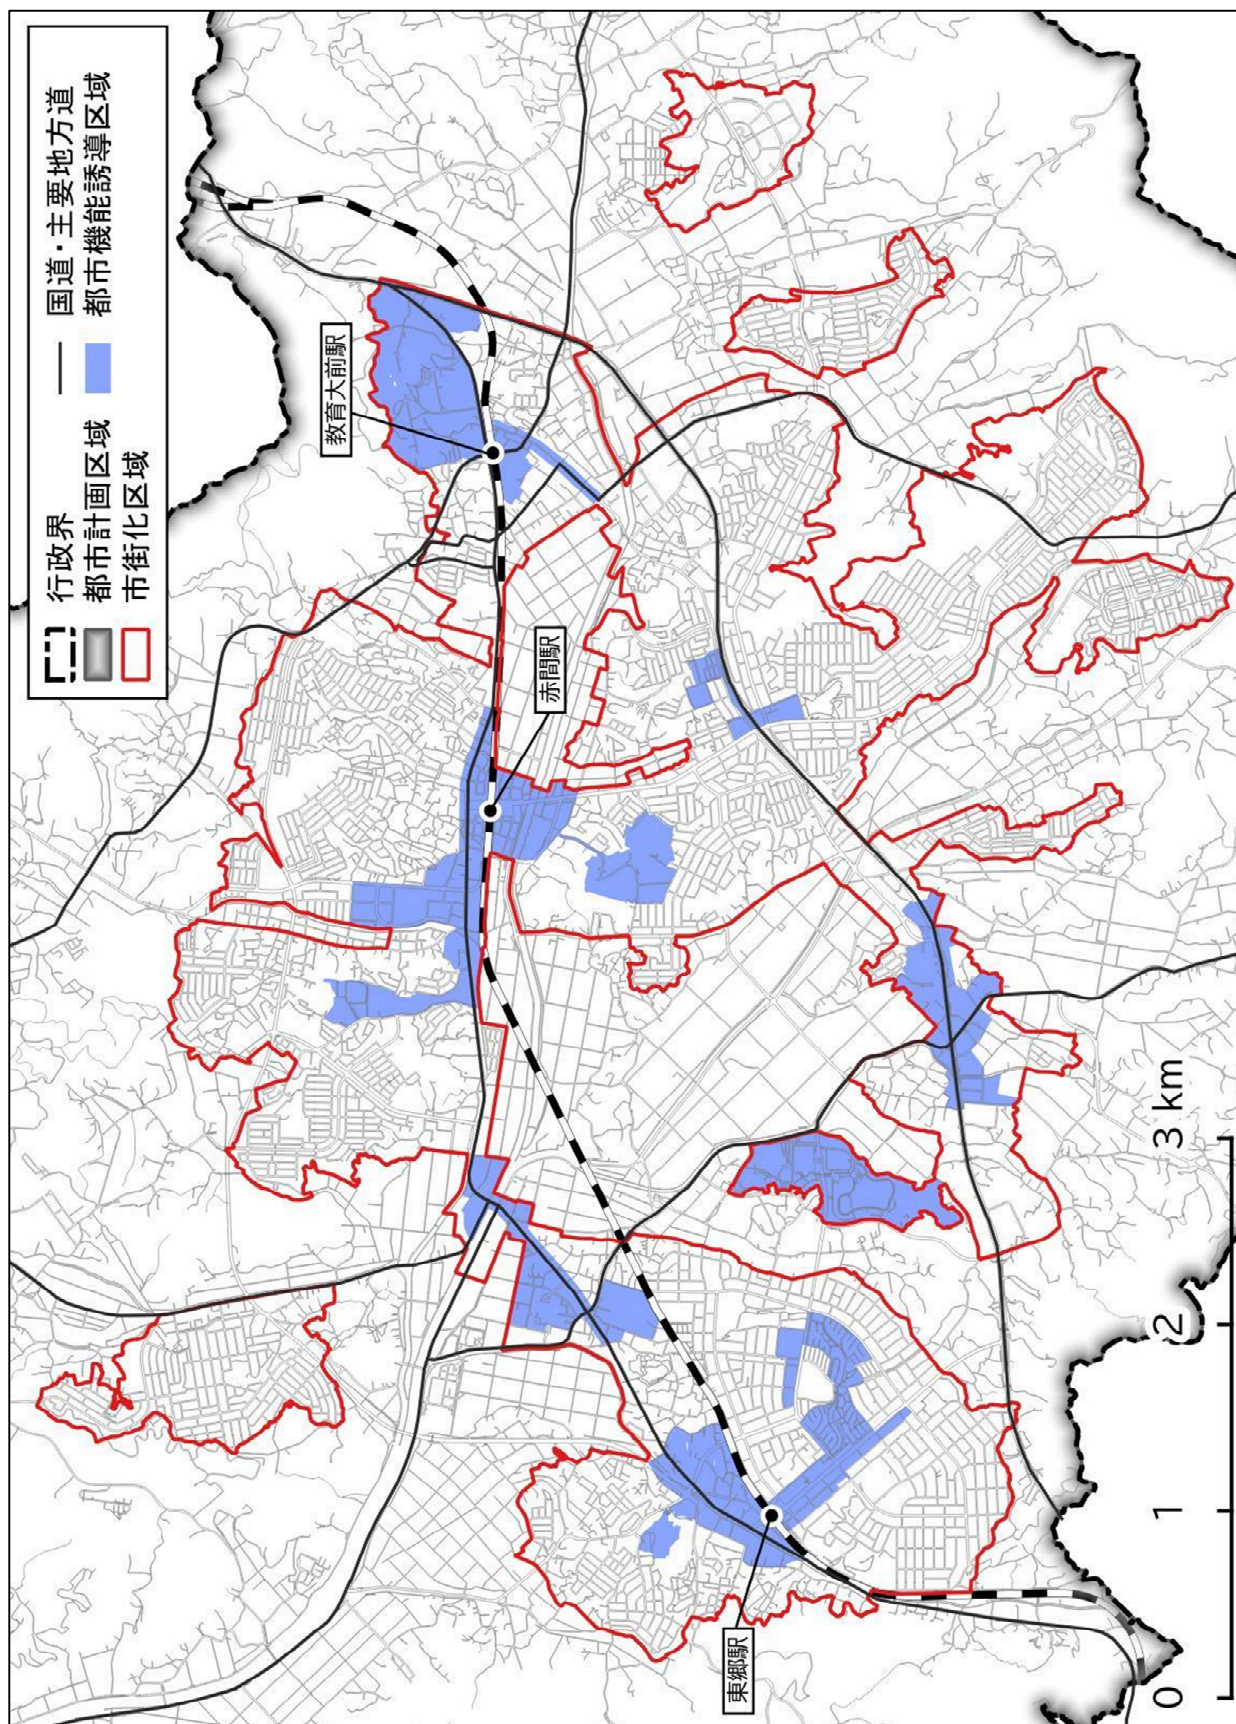 行政界
都市計画区域
市街化区域
国道・主要地方道
都市機能誘導区域
教育大前駅
赤間駅
東郷駅
0 1 2 3 km